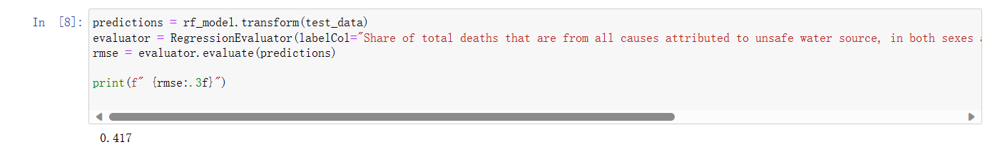 In [8]: predictions = rf_model.transform(test_data)
evaluator = RegressionEvaluator(labelCol="Share of total deaths that are from all causes attributed to unsafe water source, in both sexes
rmse = evaluator.evaluate(predictions)
print(f" {rmse:.3f}")
0.417